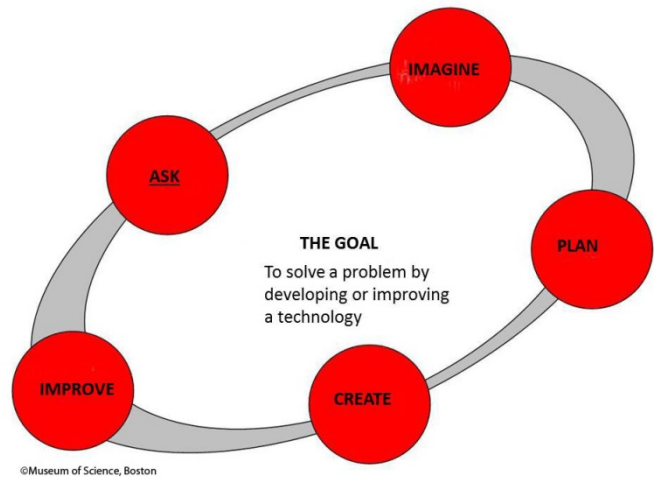 IMAGINE
ASK
PLAN
THE GOAL
To solve a problem by
developing or improving
a technology
IMPROVE
CREATE
©Museum of Science, Boston